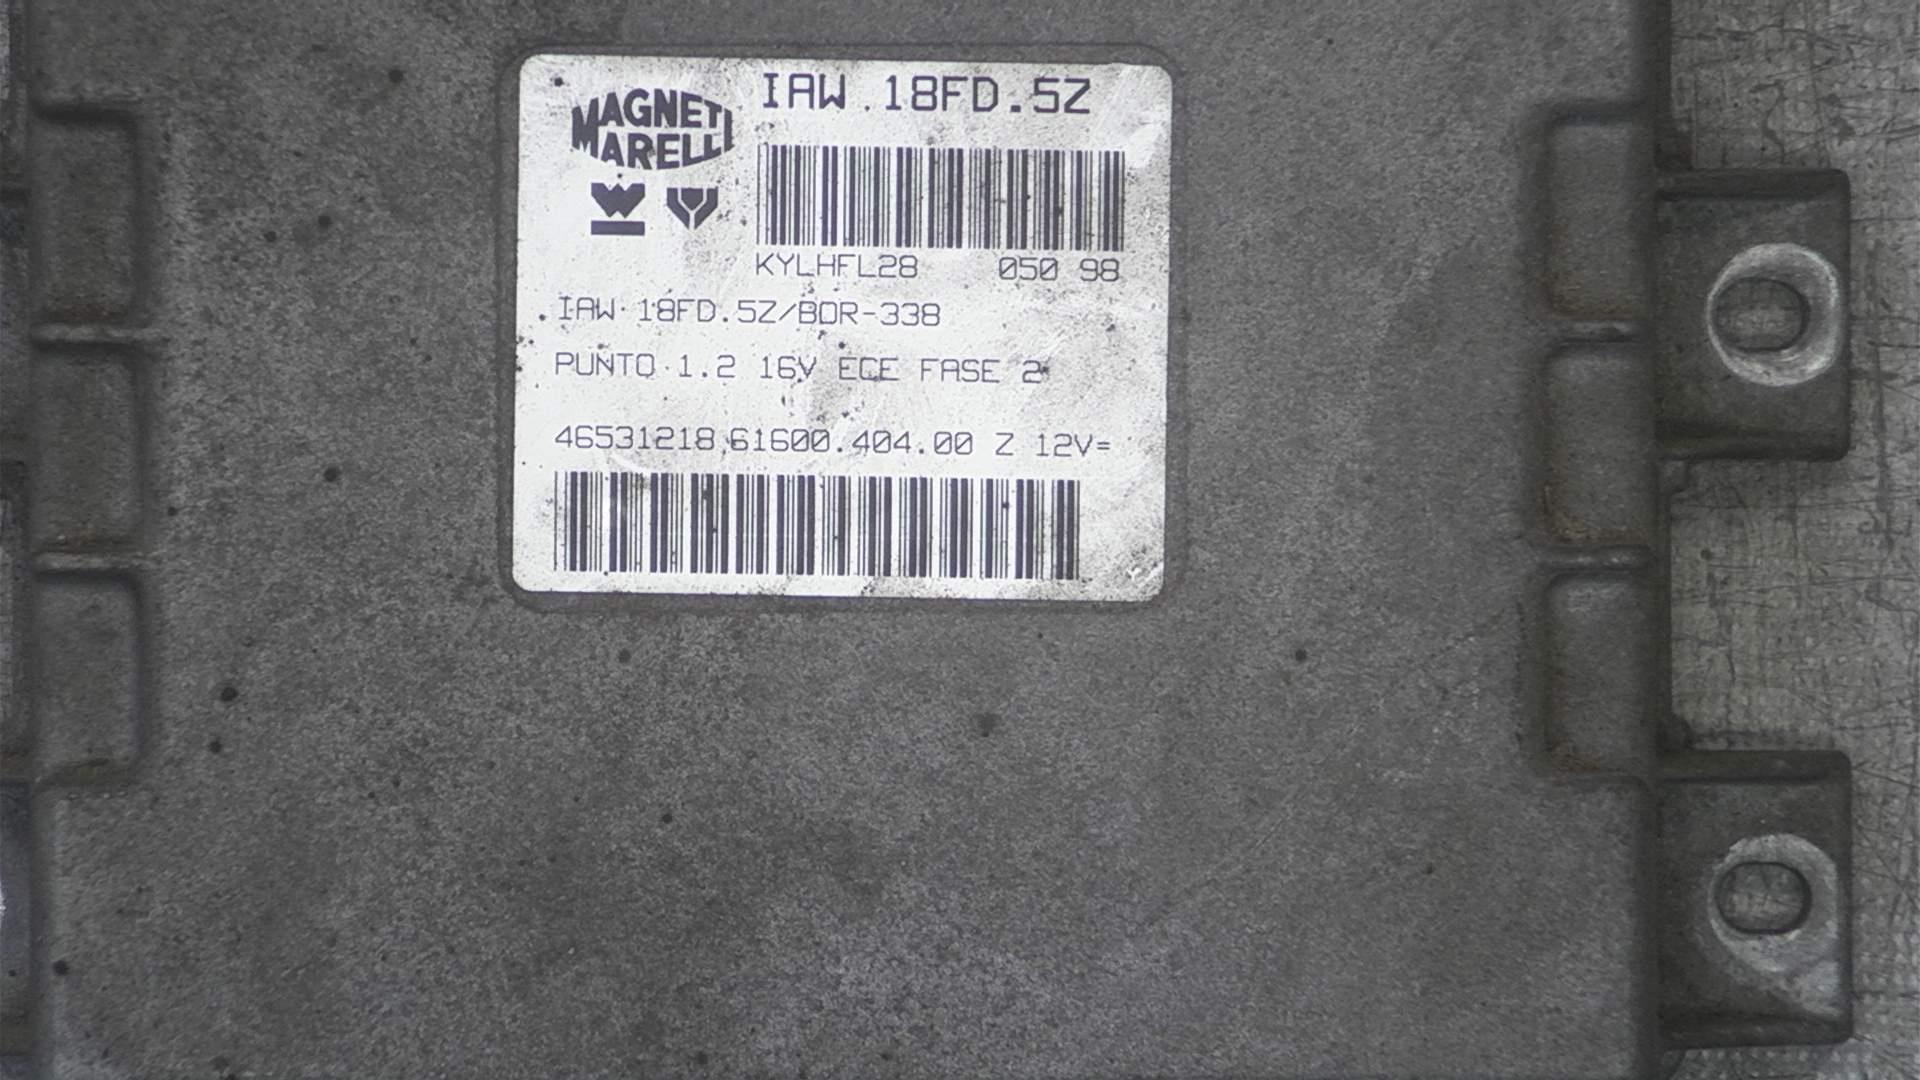 MAGNETI
MARELLI
IAW.18FD.5Z
KYLHFL28 050 98
IAW 18FD.5Z/BOR-338
PUNTO 1.2 16V ECE FASE 2
46531218 61600.404.00 Z 12V=